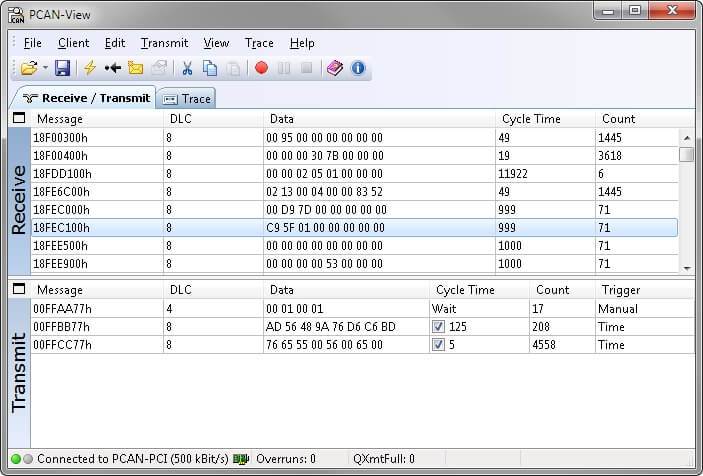 PCAN-View
File Client Edit Transmit View Trace Help
Receive / Transmit Trace
Message DLC Data Cycle Time Count
18F00300h 8 00 95 00 00 00 00 00 00 49 1445
18F00400h 8 00 00 00 30 7B 00 00 00 19 3618
18FDD100h 8 00 00 02 05 01 00 00 00 11922 6
18FE6C00h 8 02 13 00 04 00 00 83 52 49 1445
18FEC000h 8 00 D9 7D 00 00 00 00 00 999 71
18FEC100h 8 C9 5F 01 00 00 00 00 00 999 71
18FEE500h 8 00 00 00 00 00 00 00 00 1000 71
18FEE900h 8 00 00 00 00 53 00 00 00 1000 71
Receive
Message DLC Data Cycle Time Count Trigger
00FFAA77h 4 00 01 00 01 Wait 17 Manual
00FFBB77h 8 AD 56 48 9A 76 D6 C6 BD 125 208 Time
00FFCC77h 8 76 65 55 00 56 00 65 00 5 4558 Time
Transmit
Connected to PCAN-PCI (500 kBit/s) Overruns: 0 QXmtFull: 0